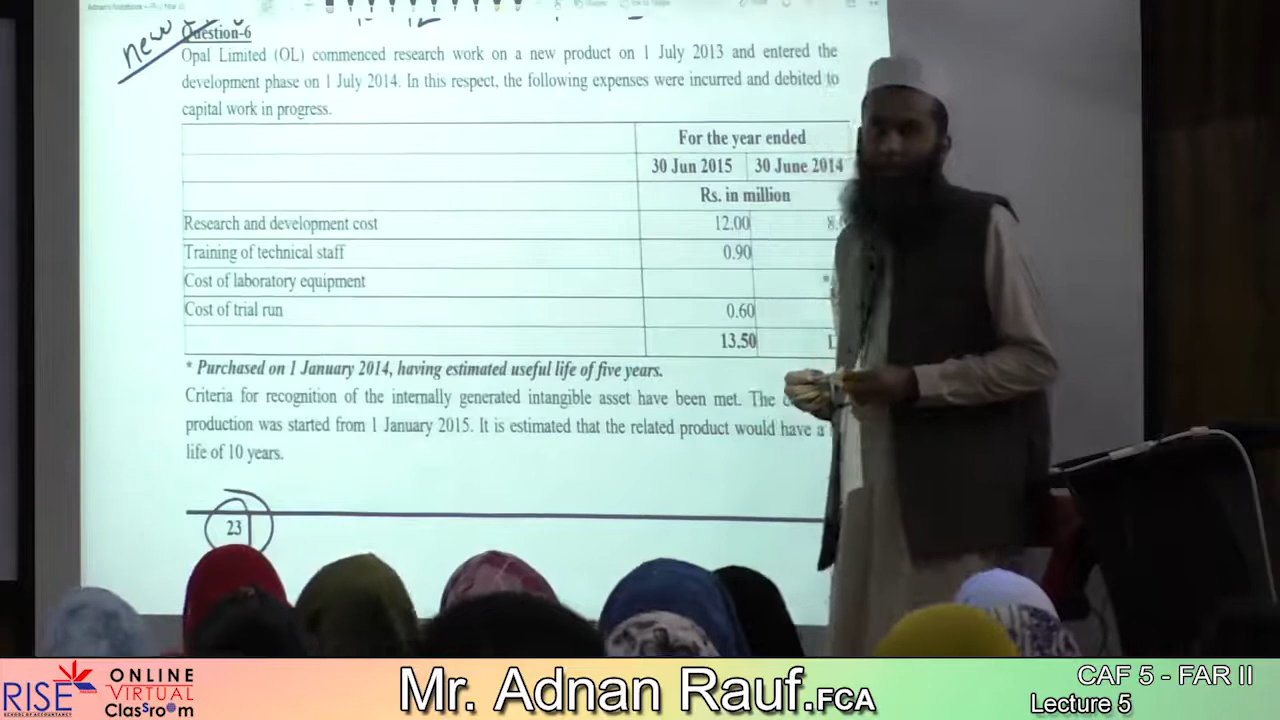 new
Question-6
Opal Limited (OL) commenced research work on a new product on 1 July 2013 and entered the
development phase on 1 July 2014. In this respect, the following expenses were incurred and debited to
capital work in progress.
For the year ended
30 Jun 2015 30 June 2014
Rs. in million
Research and development cost 12.00 8.
Training of technical staff 0.90
Cost of laboratory equipment *
Cost of trial run 0.60
13.50
* Purchased on 1 January 2014, having estimated useful life of five years.
Criteria for recognition of the internally generated intangible asset have been met. The
production was started from 1 January 2015. It is estimated that the related product would have a
life of 10 years.
23
RISE
SCHOOL OF ACCOUNTANCY
ONLINE
VIRTUAL
Classroom
Mr. Adnan Rauf.FCA
CAF 5 - FAR II
Lecture 5